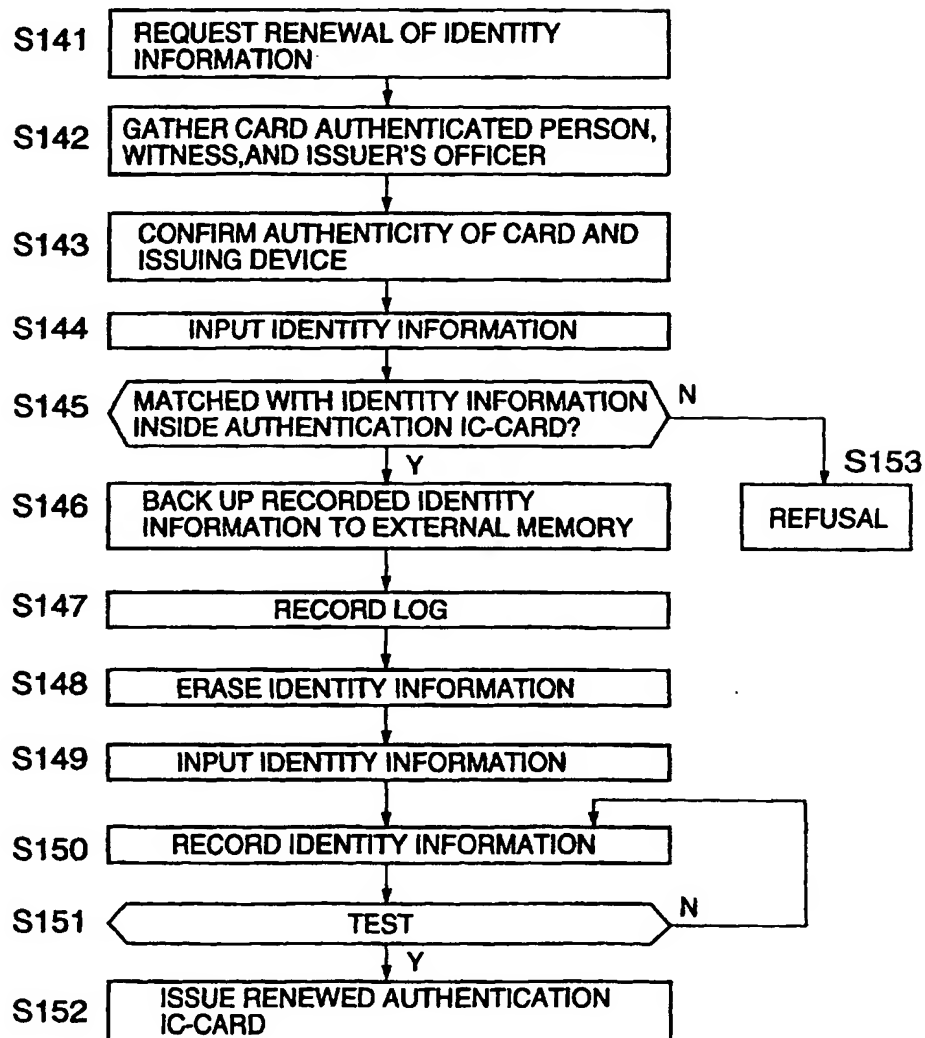 S141
REQUEST RENEWAL OF IDENTITY
INFORMATION
S142
GATHER CARD AUTHENTICATED PERSON,
WITNESS,AND ISSUER'S OFFICER
S143
CONFIRM AUTHENTICITY OF CARD AND
ISSUING DEVICE
S144
INPUT IDENTITY INFORMATION
S145
MATCHED WITH IDENTITY INFORMATION
INSIDE AUTHENTICATION IC-CARD?
N
Y
S153
REFUSAL
S146
BACK UP RECORDED IDENTITY
INFORMATION TO EXTERNAL MEMORY
S147
RECORD LOG
S148
ERASE IDENTITY INFORMATION
S149
INPUT IDENTITY INFORMATION
S150
RECORD IDENTITY INFORMATION
S151
TEST
N
Y
S152
ISSUE RENEWED AUTHENTICATION
IC-CARD